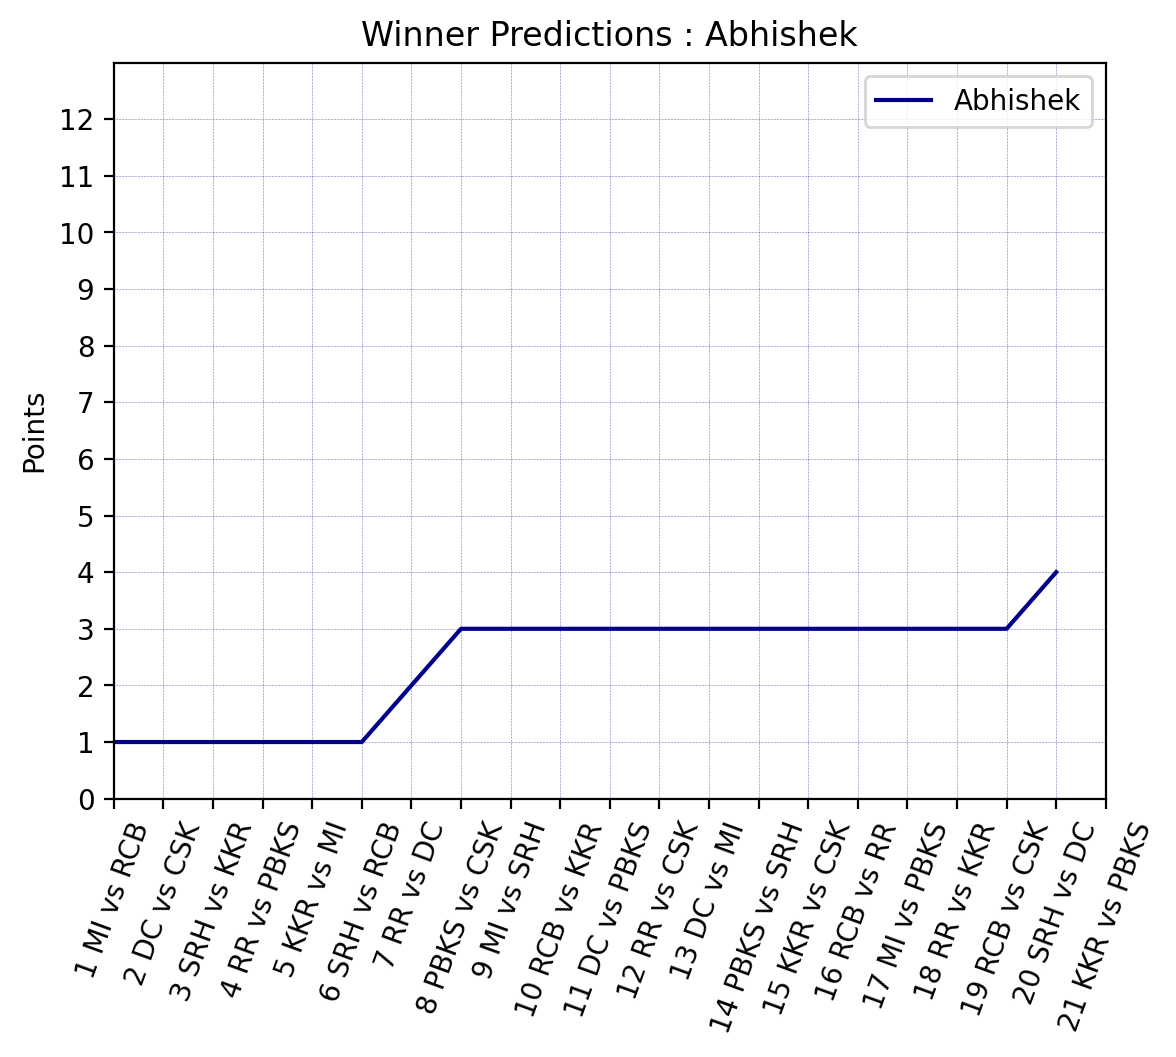 Winner Predictions : Abhishek
Abhishek
12
11
10
9
8
7
6
5
4
3
2
1
0
Points
1 MI vs RCB
2 DC vs CSK
3 SRH vs KKR
4 RR vs PBKS
5 KKR vs MI
6 SRH vs RCB
7 RR vs DC
8 PBKS vs CSK
9 MI vs SRH
10 RCB vs KKR
11 DC vs PBKS
12 RR vs CSK
13 DC vs MI
14 PBKS vs SRH
15 KKR vs CSK
16 RCB vs RR
17 MI vs PBKS
18 RR vs KKR
19 RCB vs CSK
20 SRH vs DC
21 KKR vs PBKS